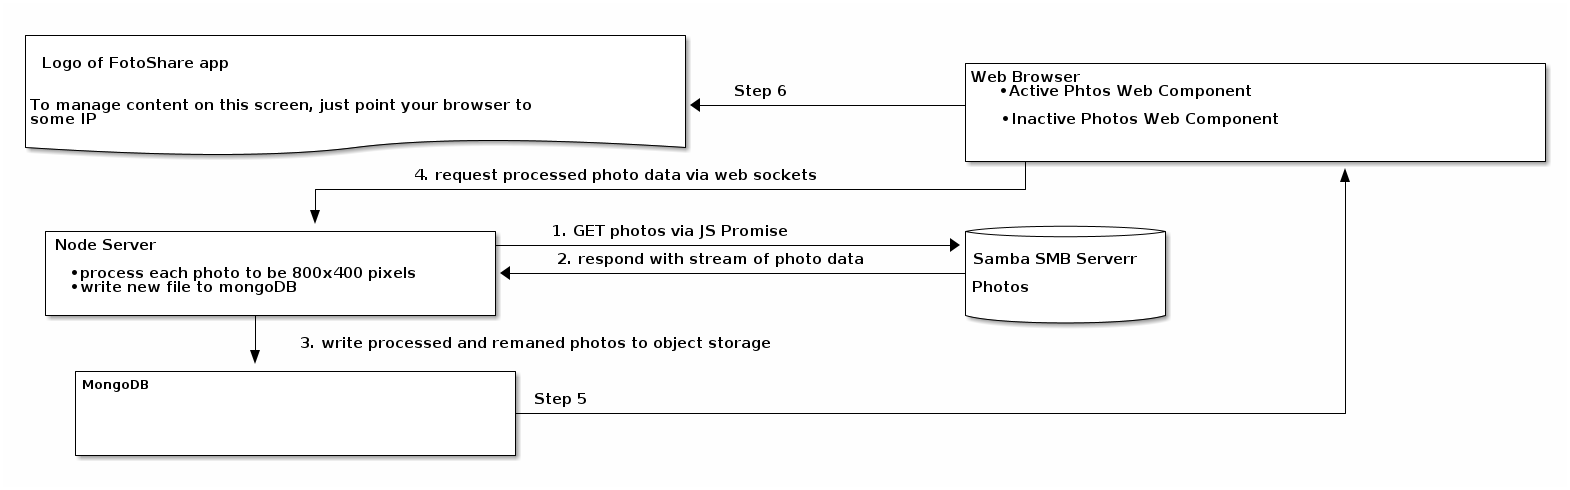 Logo of FotoShare app
To manage content on this screen, just point your browser to
some IP
Step 6
Web Browser
•Active Phtos Web Component
•Inactive Photos Web Component
4. request processed photo data via web sockets
Node Server
•process each photo to be 800x400 pixels
•write new file to mongoDB
1. GET photos via JS Promise
2. respond with stream of photo data
Samba SMB Serverr
Photos
3. write processed and remaned photos to object storage
MongoDB
Step 5